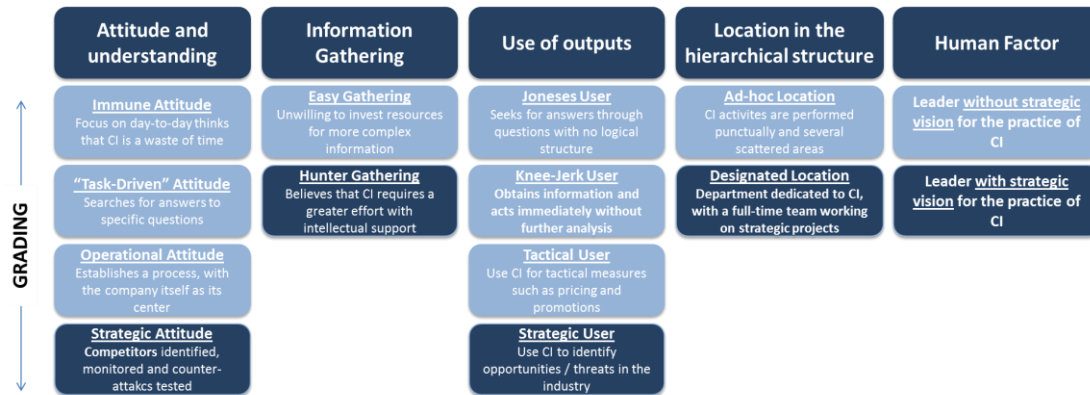 Attitude and
understanding
Information
Gathering
Use of outputs
Location in the
hierarchical structure
Human Factor
GRADING
Immune Attitude
Focus on day-to-day thinks
that CI is a waste of time
"Task-Driven" Attitude
Searches for answers to
specific questions
Operational Attitude
Establishes a process, with
the company itself as its
center
Strategic Attitude
Competitors identified,
monitored and counter-
attakcs tested
Easy Gathering
Unwilling to invest resources
for more complex
information
Hunter Gathering
Believes that CI requires a
greater effort with
intellectual support
Joneses User
Seeks for answers through
questions with no logical
structure
Knee-Jerk User
Obtains information and
acts immediately without
further analysis
Tactical User
Use CI for tactical measures
such as pricing and
promotions
Strategic User
Use CI to identify
opportunities / threats in the
industry
Ad-hoc Location
CI activites are performed
punctually and several
scattered areas
Designated Location
Department dedicated to CI,
with a full-time team working
on strategic projects
Leader without strategic
vision for the practice of
CI
Leader with strategic
vision for the practice of
CI